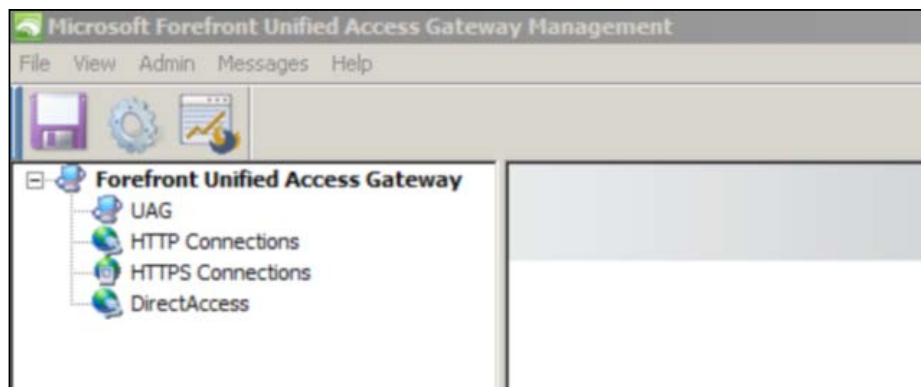 Microsoft Forefront Unified Access Gateway Management
File View Admin Messages Help
Forefront Unified Access Gateway
UAG
HTTP Connections
HTTPS Connections
DirectAccess